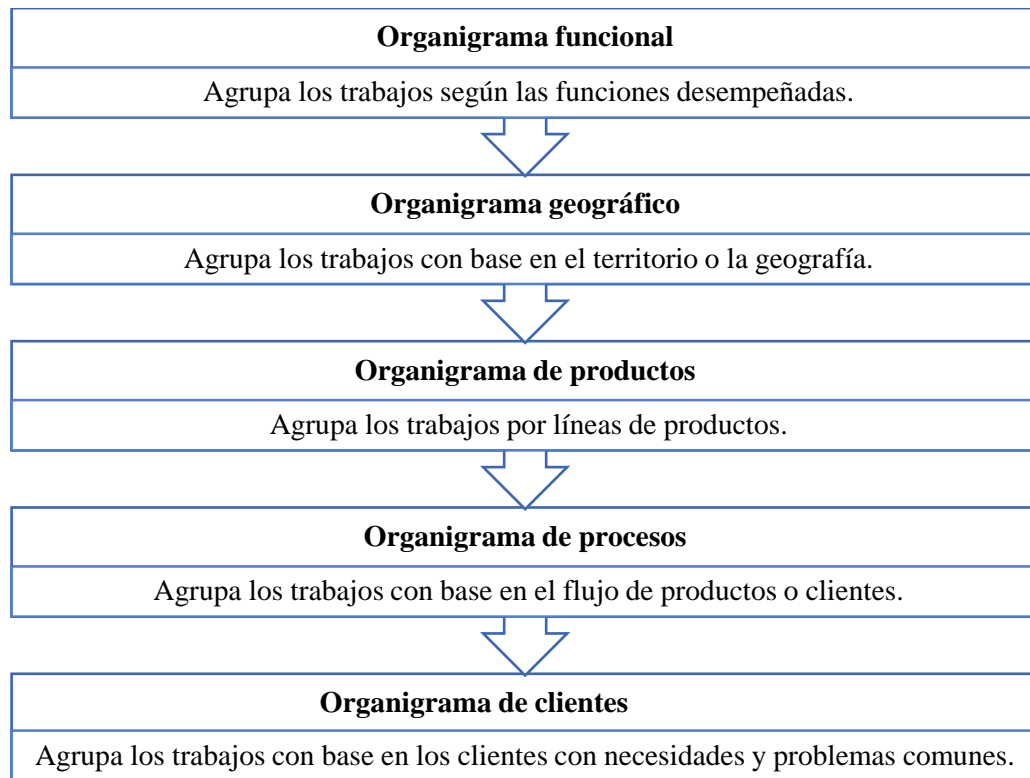 Organigrama funcional
Agrupa los trabajos según las funciones desempeñadas.
Organigrama geográfico
Agrupa los trabajos con base en el territorio o la geografía.
Organigrama de productos
Agrupa los trabajos por líneas de productos.
Organigrama de procesos
Agrupa los trabajos con base en el flujo de productos o clientes.
Organigrama de clientes
Agrupa los trabajos con base en los clientes con necesidades y problemas comunes.